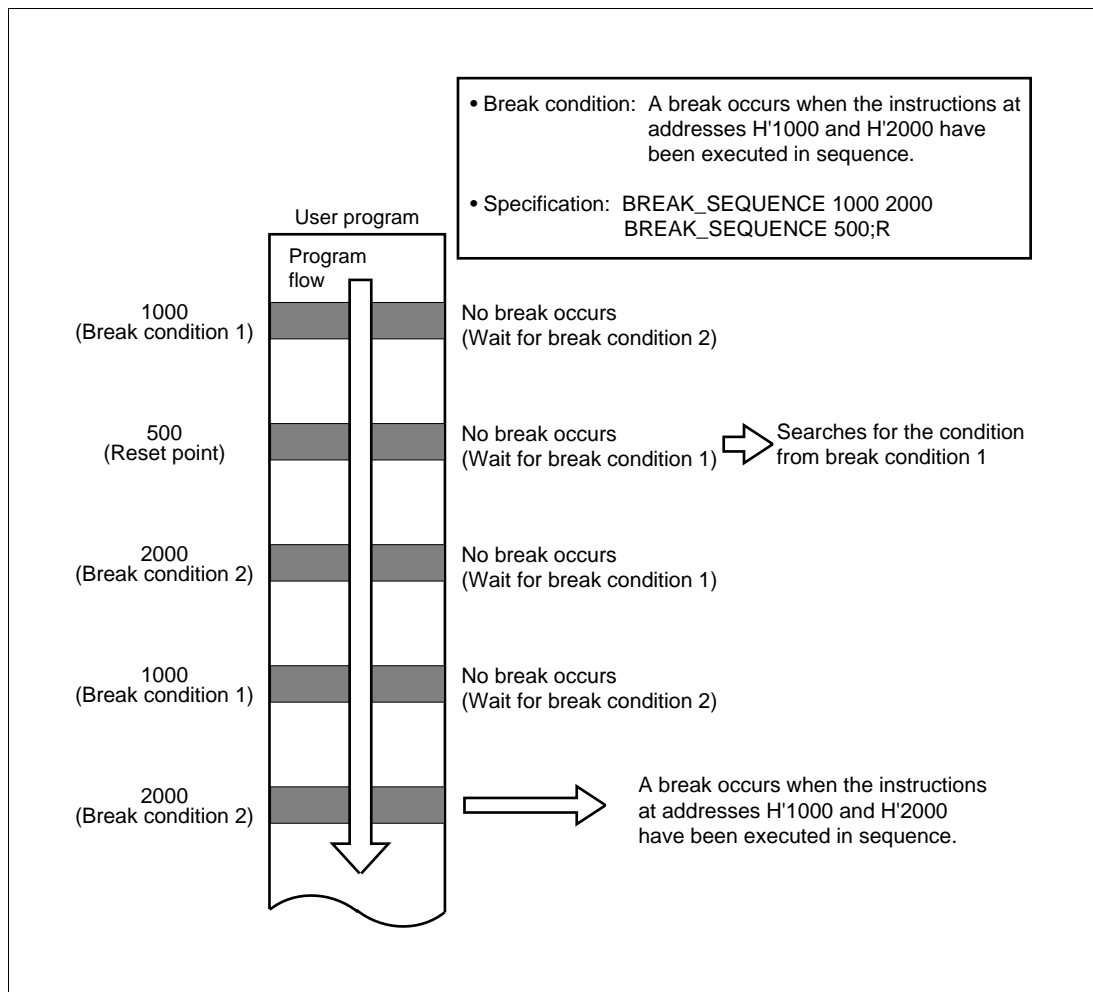 • Break condition: A break occurs when the instructions at
addresses H'1000 and H'2000 have
been executed in sequence.
• Specification: BREAK_SEQUENCE 1000 2000
BREAK_SEQUENCE 500;R
User program
Program
flow
1000
(Break condition 1)
No break occurs
(Wait for break condition 2)
500
(Reset point)
No break occurs
(Wait for break condition 1)
Searches for the condition
from break condition 1
2000
(Break condition 2)
No break occurs
(Wait for break condition 1)
1000
(Break condition 1)
No break occurs
(Wait for break condition 2)
2000
(Break condition 2)
A break occurs when the instructions
at addresses H'1000 and H'2000
have been executed in sequence.